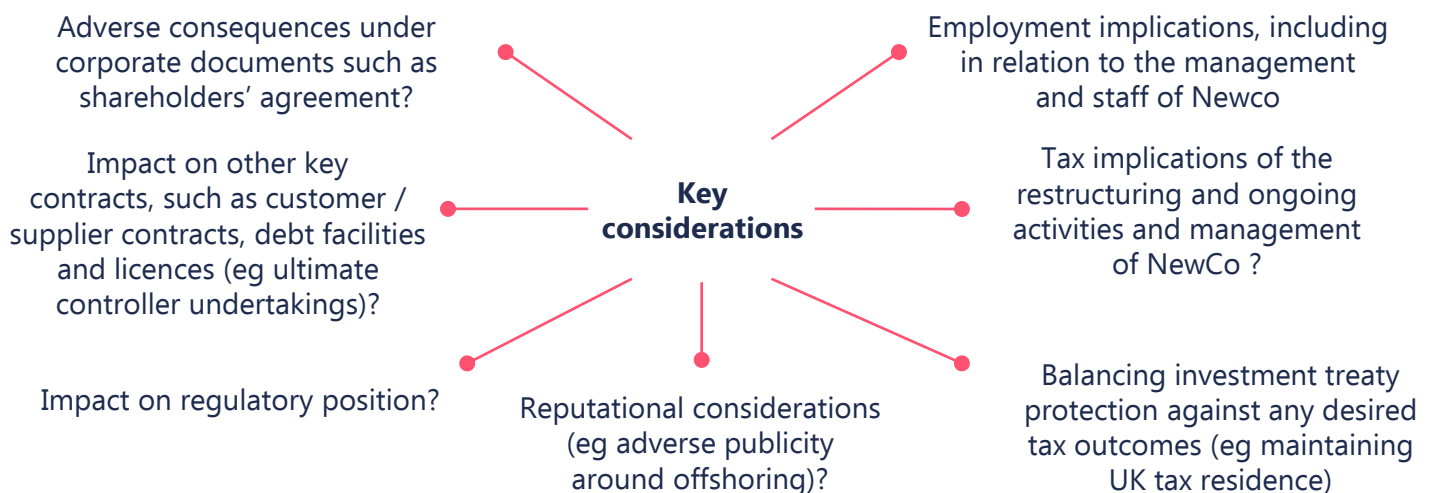 Adverse consequences under
corporate documents such as
shareholders’ agreement?
Employment implications, including
in relation to the management
and staff of Newco
Impact on other key
contracts, such as customer /
supplier contracts, debt facilities
and licences (eg ultimate
controller undertakings)?
Key
considerations
Tax implications of the
restructuring and ongoing
activities and management
of NewCo ?
Impact on regulatory position?
Reputational considerations
(eg adverse publicity
around offshoring)?
Balancing investment treaty
protection against any desired
tax outcomes (eg maintaining
UK tax residence)